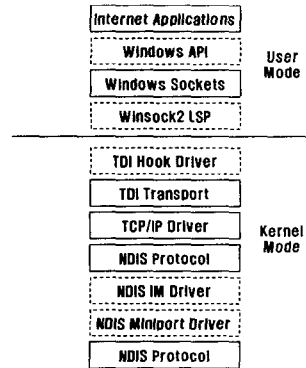 Internet Applications
Windows API
User
Mode
Windows Sockets
Winsock2 LSP
TDI Hook Driver
TDI Transport
TCP/IP Driver
Kernel
Mode
NDIS Protocol
NDIS IM Driver
NDIS Miniport Driver
NDIS Protocol